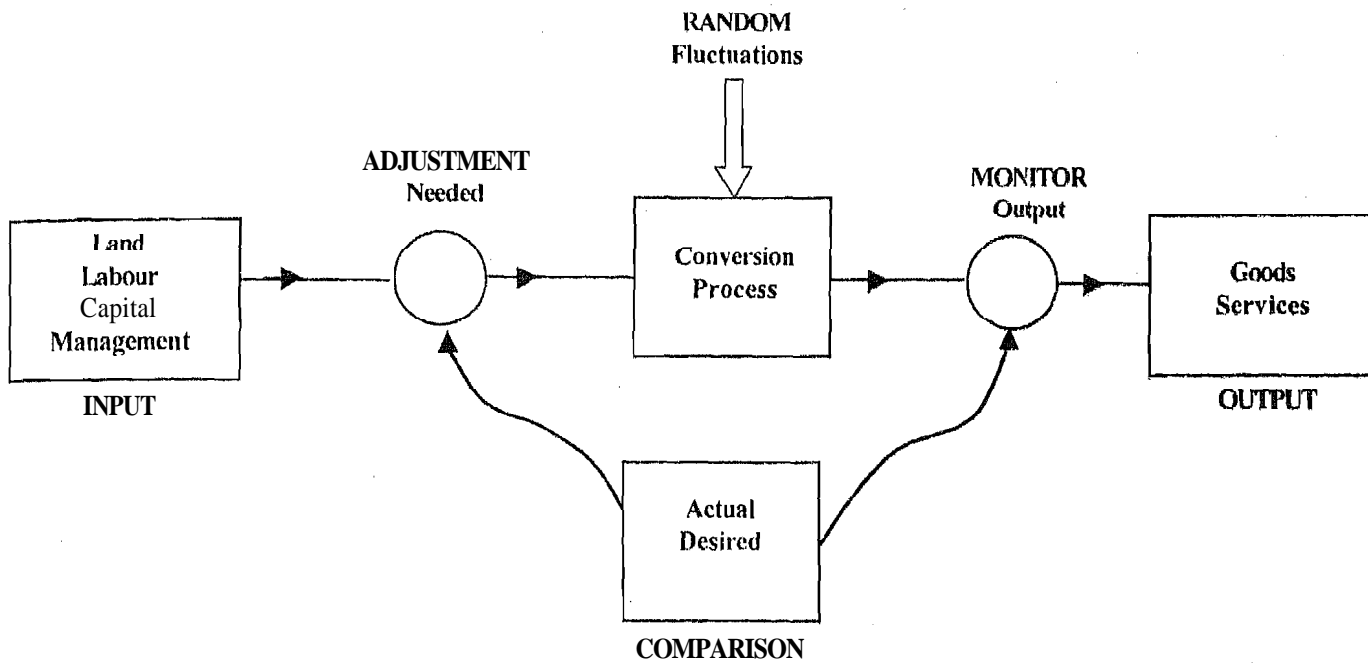 RANDOM
Fluctuations
ADJUSTMENT
Needed
MONITOR
Output
Land
Labour
Capital
Management
INPUT
Conversion
Process
Goods
Services
OUTPUT
Actual
Desired
COMPARISON